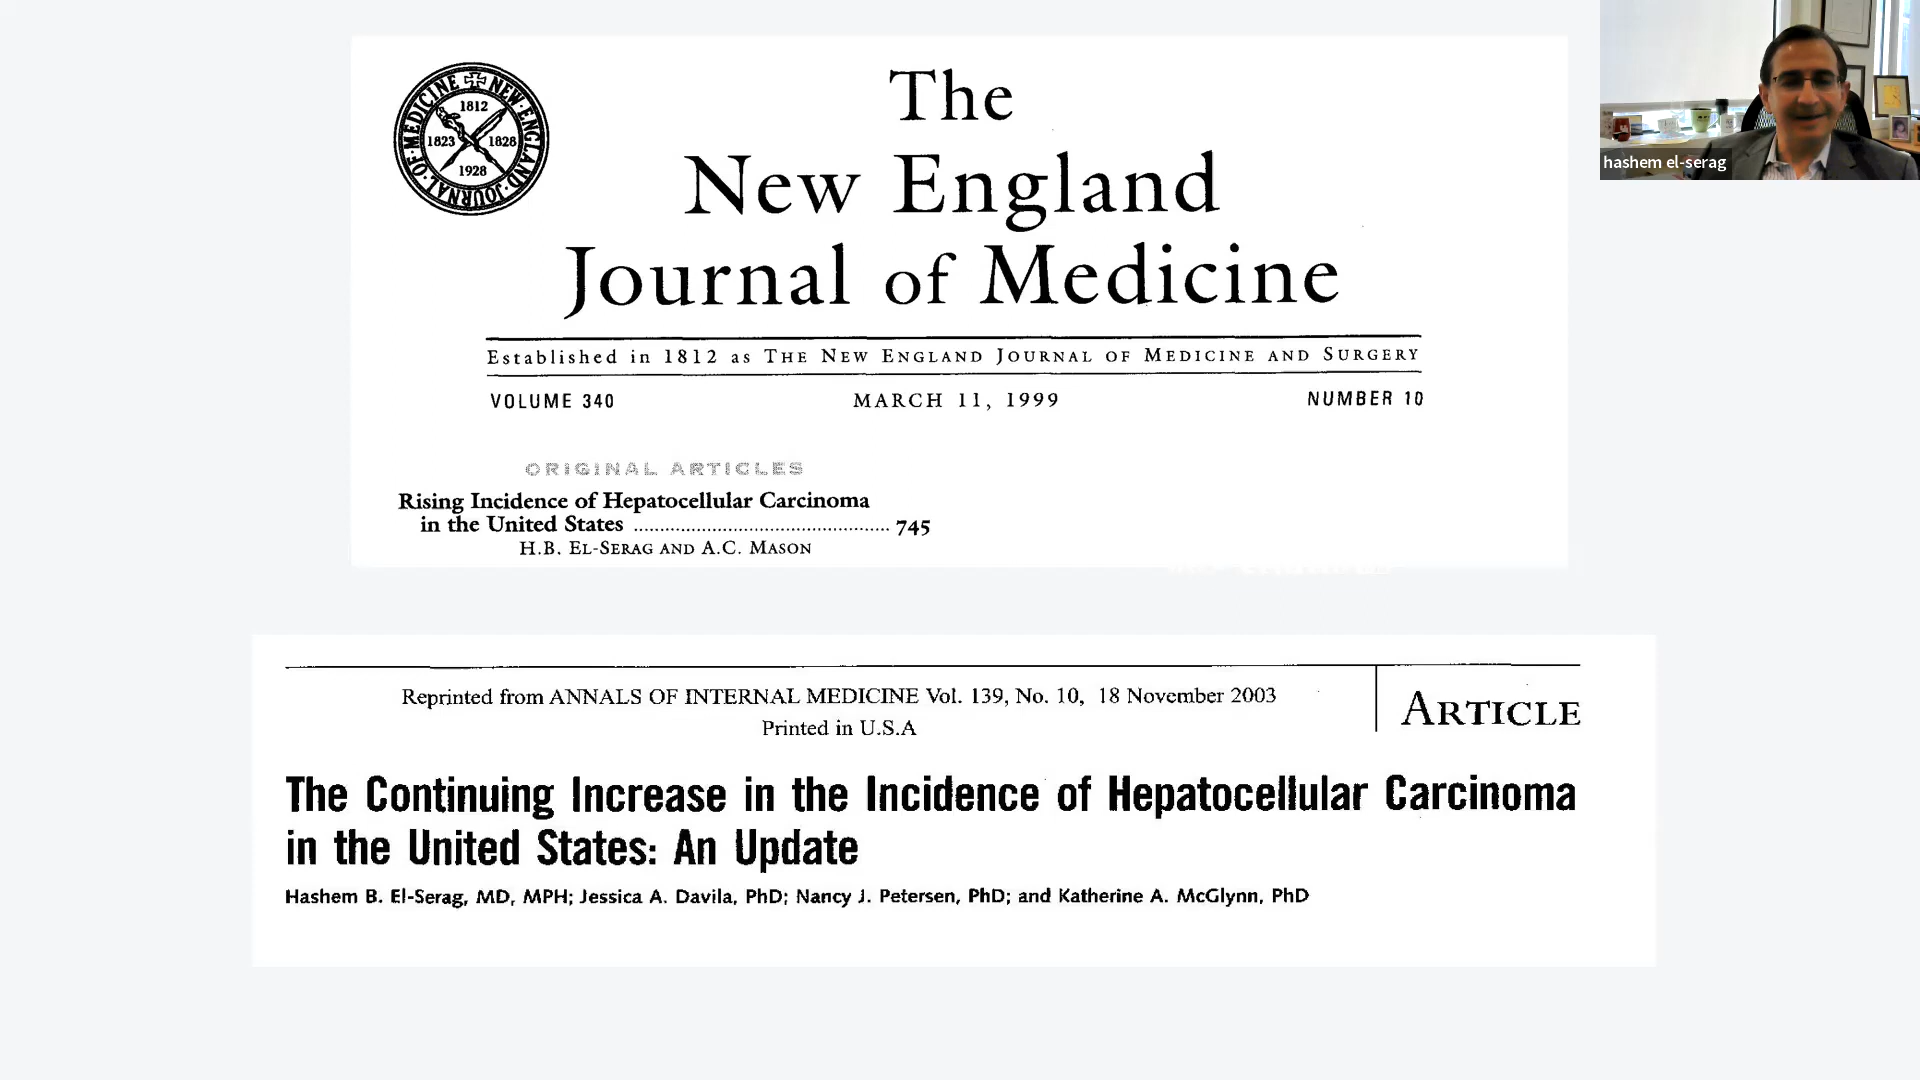 NEW·ENGLAND·JOURNAL·OF·MEDICINE
1812
1823 1828
1928
The
New England
Journal of Medicine
Established in 1812 as THE NEW ENGLAND JOURNAL OF MEDICINE AND SURGERY
VOLUME 340 MARCH 11, 1999 NUMBER 10
ORIGINAL ARTICLES
Rising Incidence of Hepatocellular Carcinoma
in the United States ................................................ 745
H.B. EL-SERAG AND A.C. MASON
hashem el-serag
Reprinted from ANNALS OF INTERNAL MEDICINE Vol. 139, No. 10, 18 November 2003
Printed in U.S.A
ARTICLE
The Continuing Increase in the Incidence of Hepatocellular Carcinoma
in the United States: An Update
Hashem B. El-Serag, MD, MPH; Jessica A. Davila, PhD; Nancy J. Petersen, PhD; and Katherine A. McGlynn, PhD